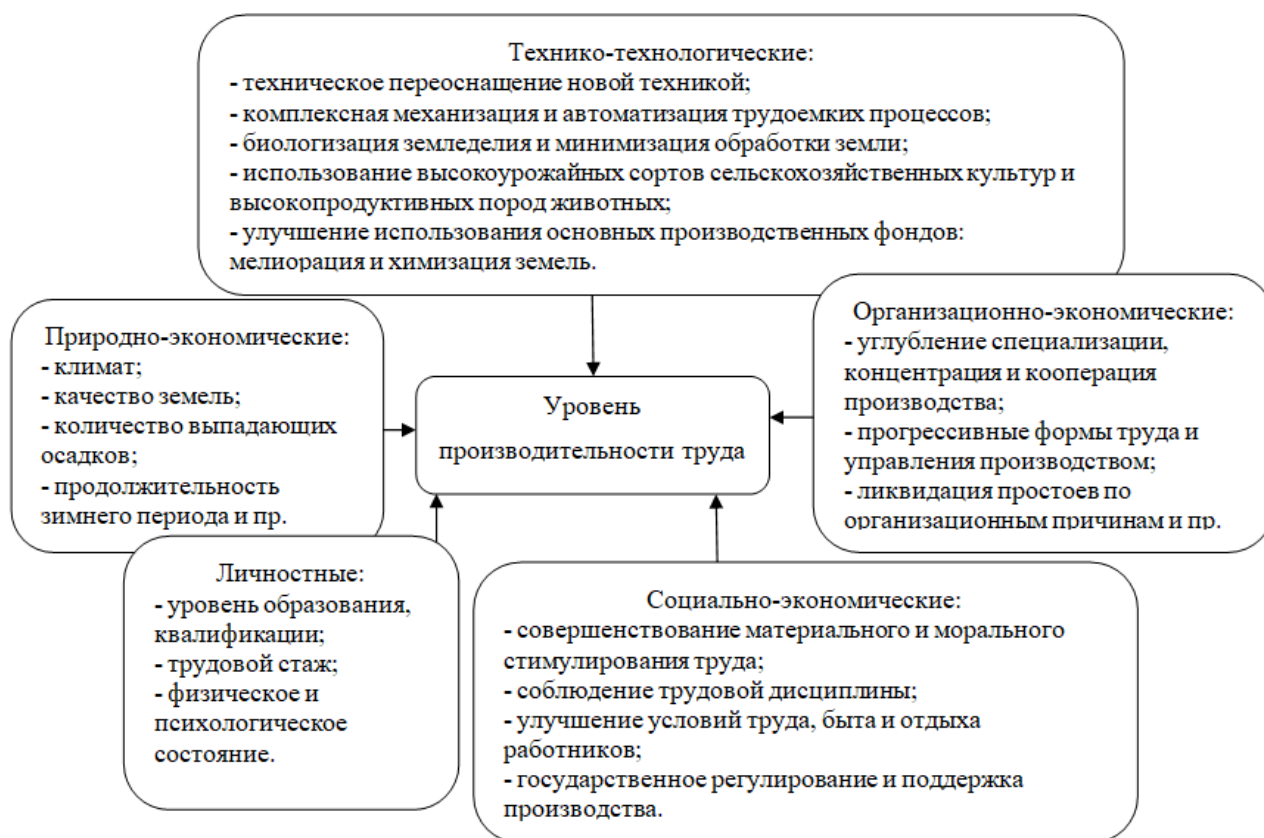 Технико-технологические:
- техническое переоснащение новой техникой;
- комплексная механизация и автоматизация трудоемких процессов;
- биологизация земледелия и минимизация обработки земли;
- использование высокоурожайных сортов сельскохозяйственных культур и
высокопродуктивных пород животных;
- улучшение использования основных производственных фондов:
мелиорация и химизация земель.
Природно-экономические:
- климат;
- качество земель;
- количество выпадающих
осадков;
- продолжительность
зимнего периода и пр.
Уровень
производительности труда
Организационно-экономические:
- углубление специализации,
концентрация и кооперация
производства;
- прогрессивные формы труда и
управления производством;
- ликвидация простоев по
организационным причинам и пр.
Личностные:
- уровень образования,
квалификации;
- трудовой стаж;
- физическое и
психологическое
состояние.
Социально-экономические:
- совершенствование материального и морального
стимулирования труда;
- соблюдение трудовой дисциплины;
- улучшение условий труда, быта и отдыха
работников;
- государственное регулирование и поддержка
производства.